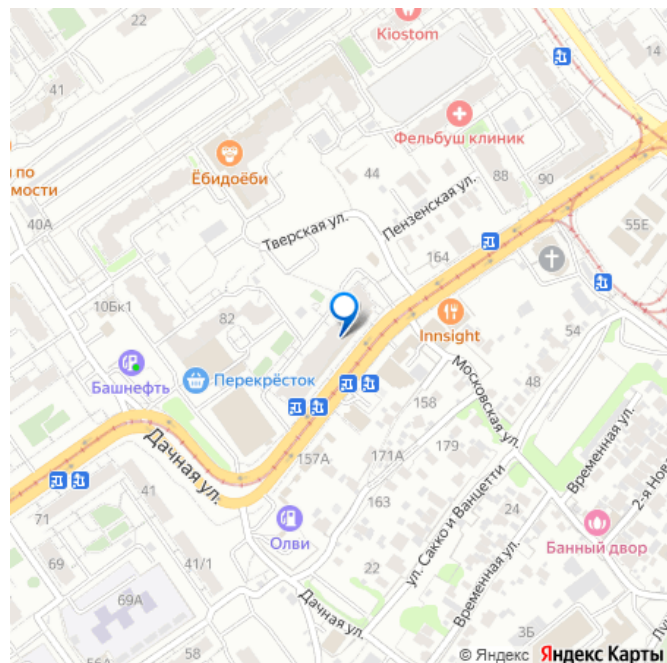 22
Kiostom
14
41
Фельбуш клиник
по
Ёбидоёби
мости
44
88
90
40А
Тверская ул.
Пензенская ул.
55Е
164
10Бк1
82
Innsight
54
Башнефть
Перекрёсток
48
Московская ул.
158
Дачная ул.
157А
171А
179
Временная ул.
2-я Нова
41
163
ул. Сакко и Ванцетти
24
71
Олви
Банный двор
69
41/1
22
Временная ул.
69А
Дачная ул.
3Б
58
56А
© Яндекс Яндекс Карты